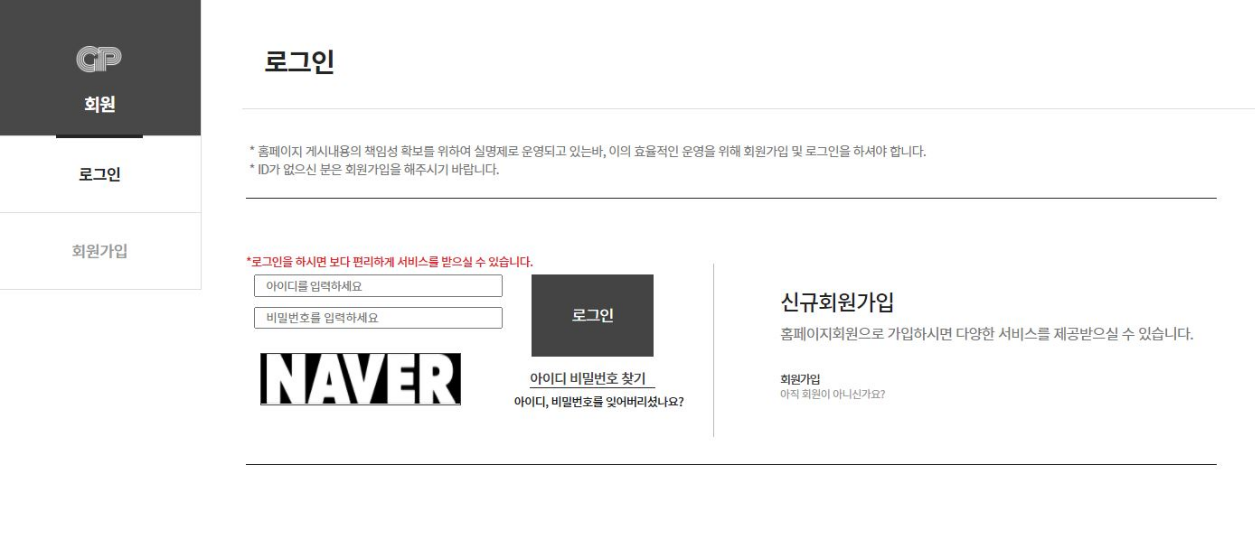 GP
회원
로그인
회원가입
로그인
* 홈페이지 게시내용의 책임성 확보를 위하여 실명제로 운영되고 있는바, 이의 효율적인 운영을 위해 회원가입 및 로그인을 하셔야 합니다.
* ID가 없으신 분은 회원가입을 해주시기 바랍니다.
*로그인을 하시면 보다 편리하게 서비스를 받으실 수 있습니다.
아이디를 입력하세요
비밀번호를 입력하세요
로그인
NAVER
아이디 비밀번호 찾기
아이디, 비밀번호를 잊어버리셨나요?
신규회원가입
홈페이지회원으로 가입하시면 다양한 서비스를 제공받으실 수 있습니다.
회원가입
아직 회원이 아니신가요?